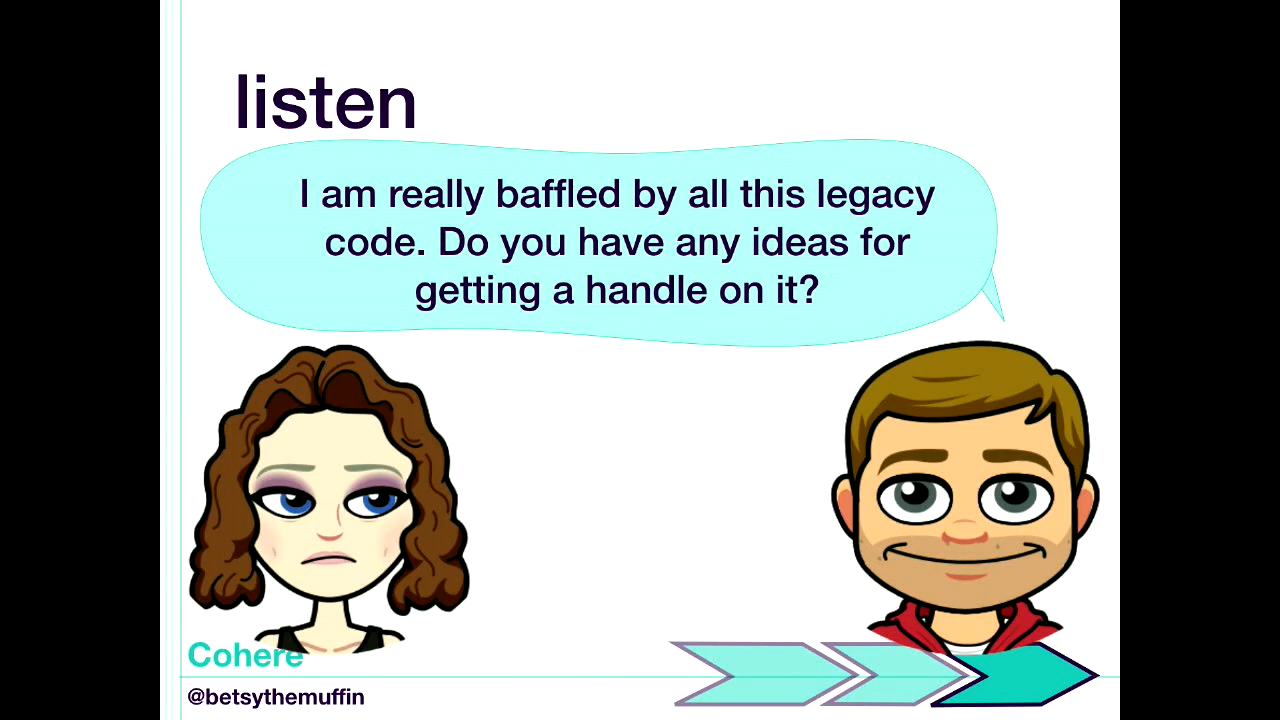 listen
I am really baffled by all this legacy
code. Do you have any ideas for
getting a handle on it?
Cohere
@betsythemuffin